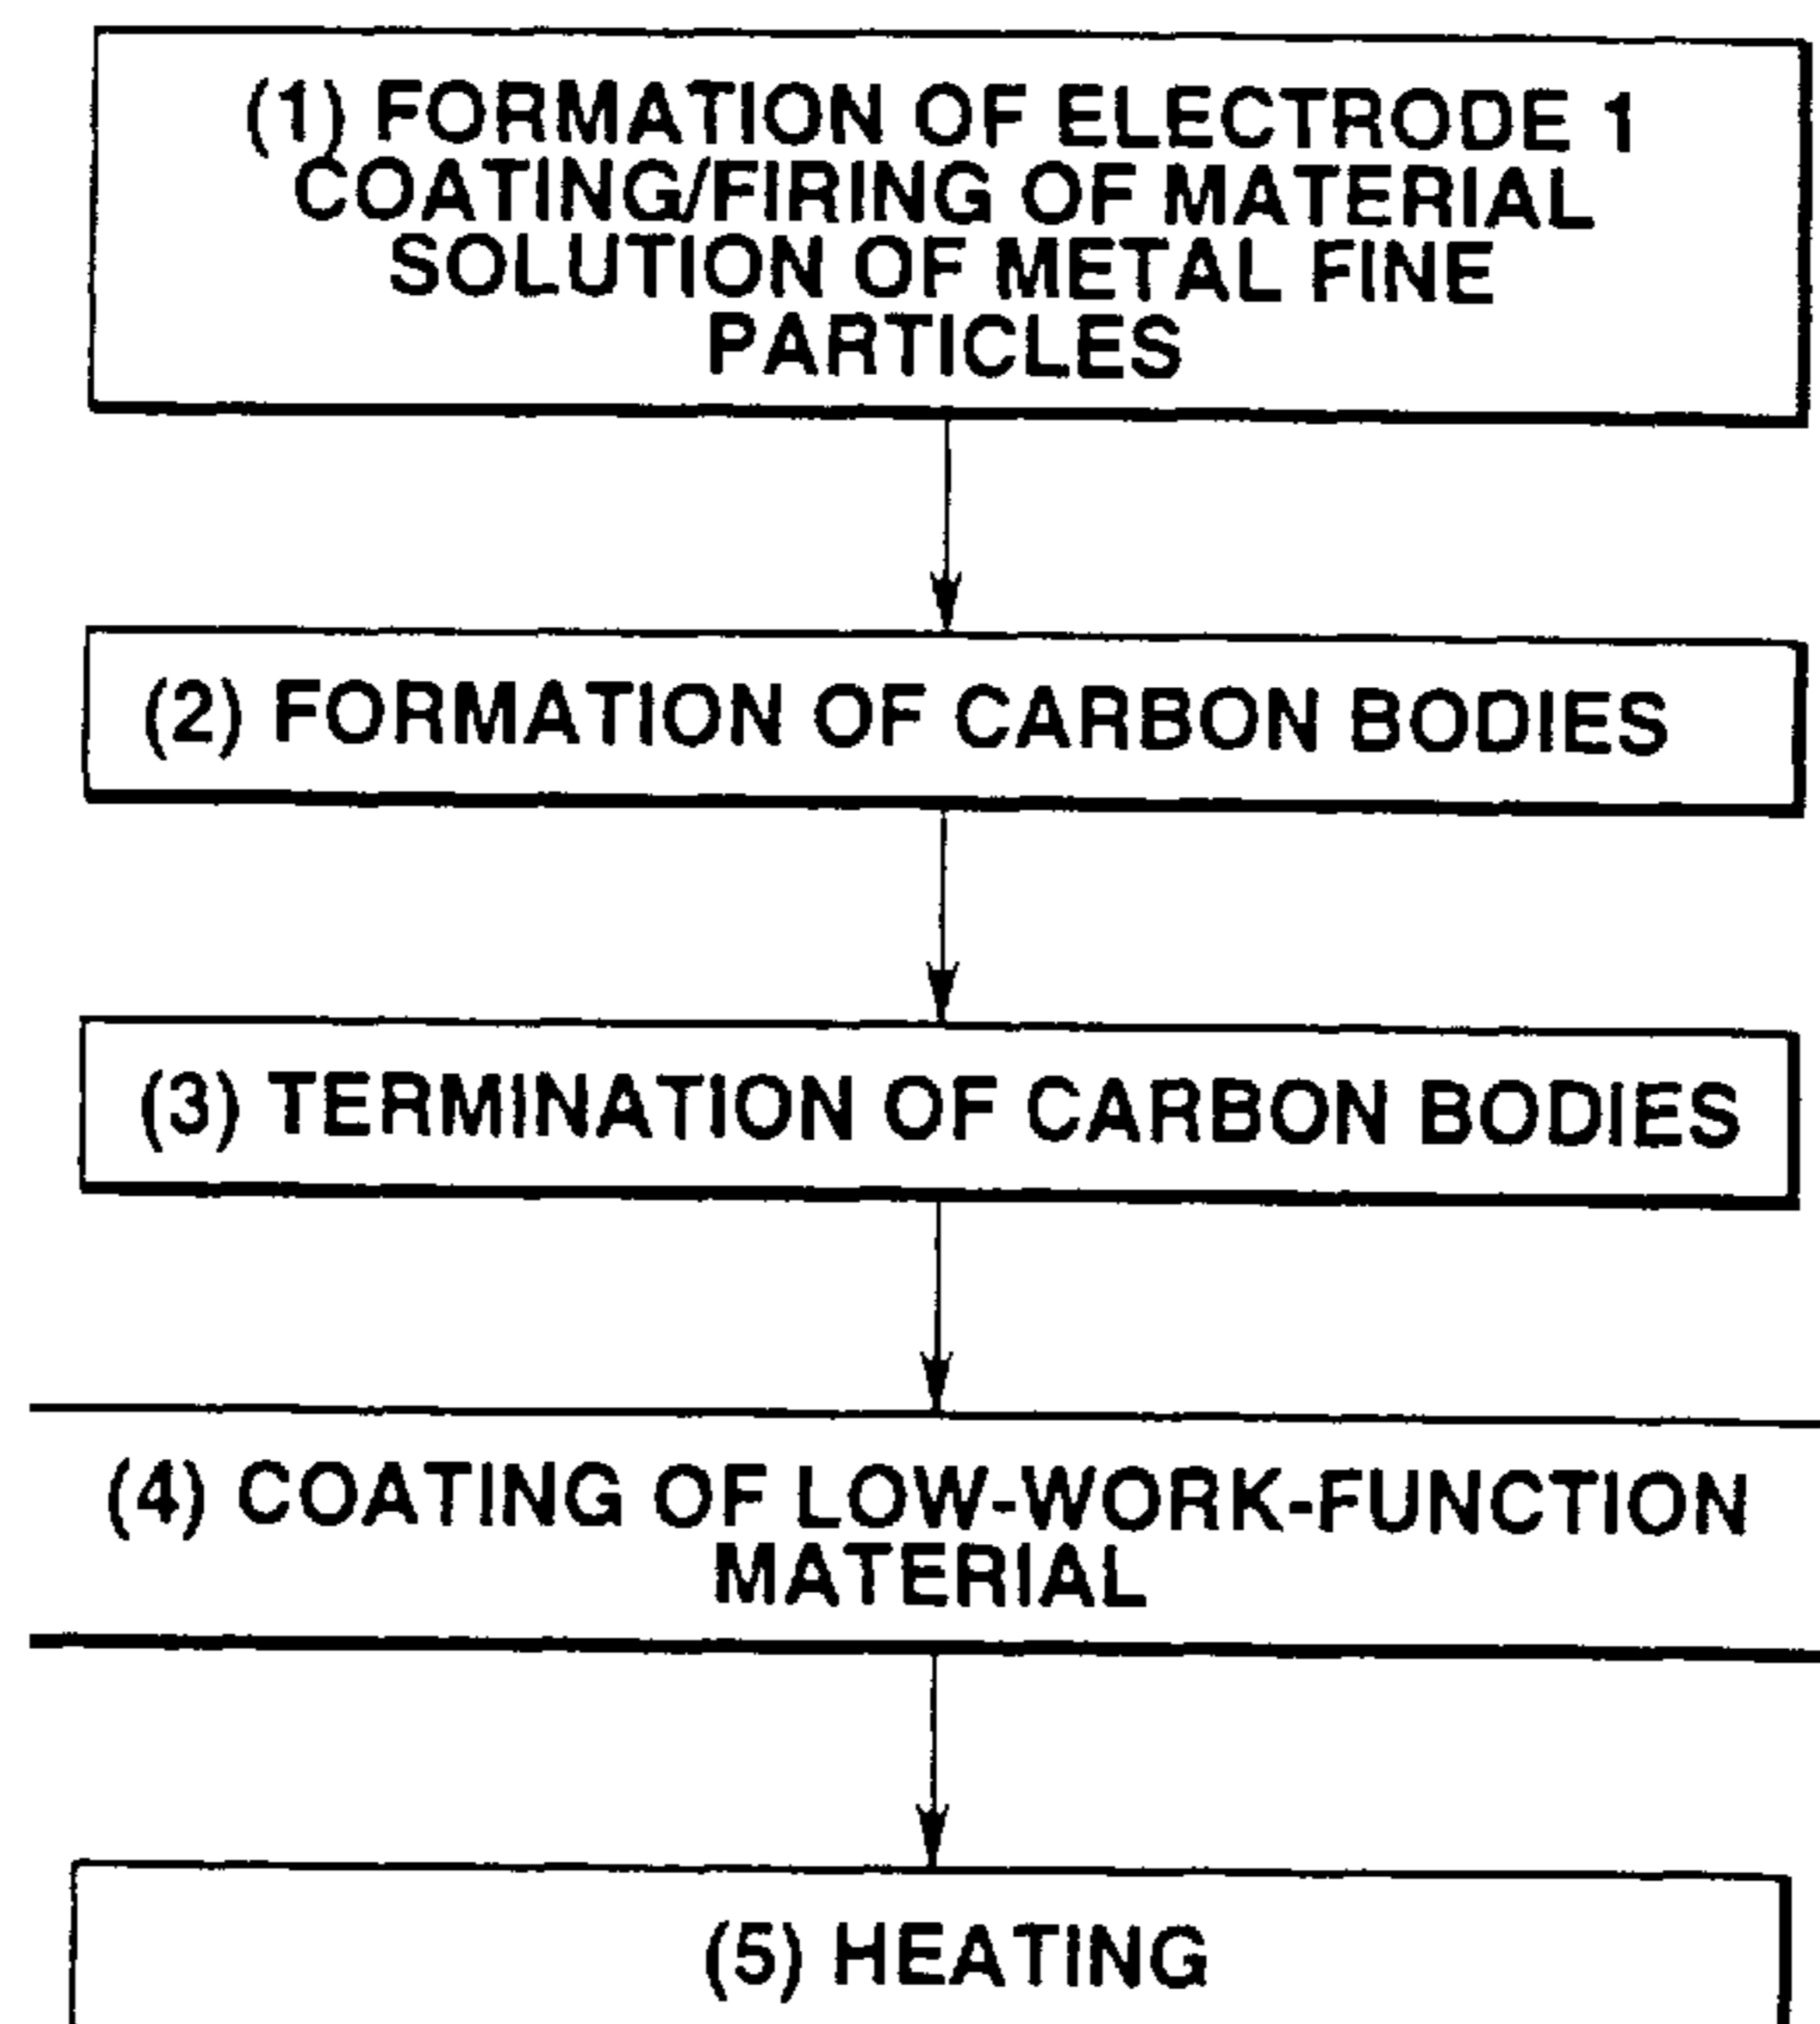 (1) FORMATION OF ELECTRODE 1
COATING/FIRING OF MATERIAL
SOLUTION OF METAL FINE
PARTICLES
(2) FORMATION OF CARBON BODIES
(3) TERMINATION OF CARBON BODIES
(4) COATING OF LOW-WORK-FUNCTION
MATERIAL
(5) HEATING